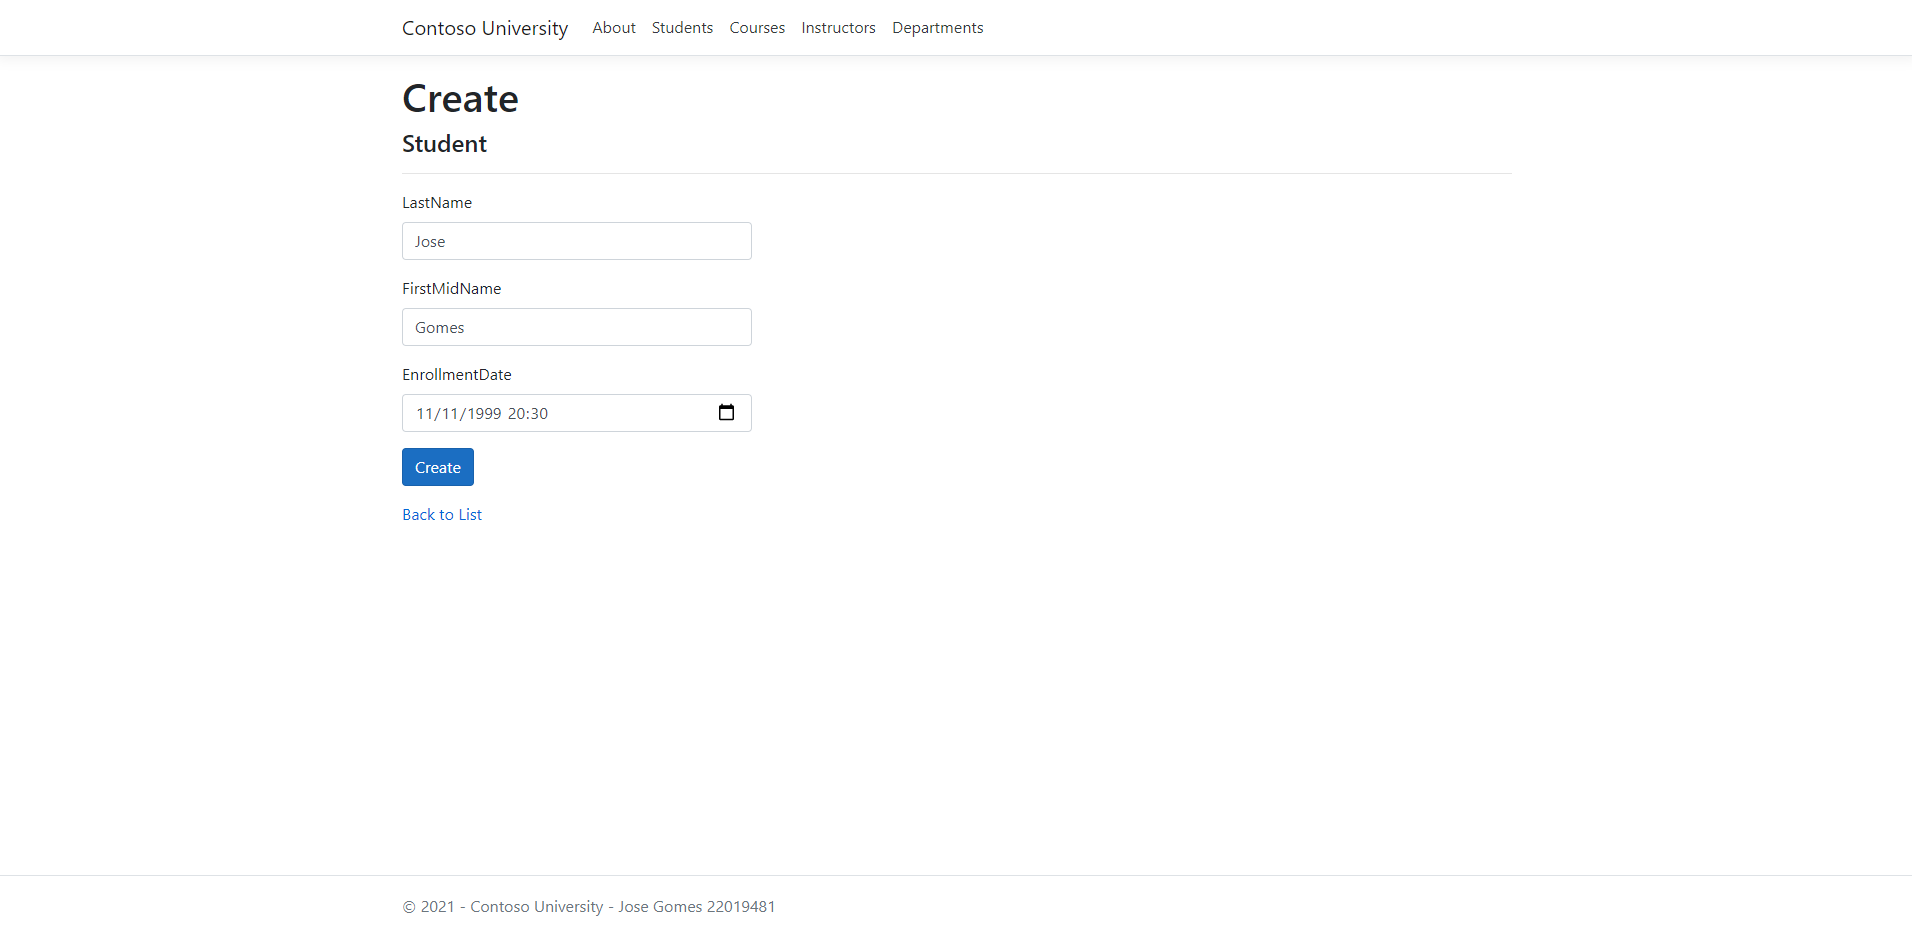 Contoso University About Students Courses Instructors Departments
Create
Student
LastName
Jose
FirstMidName
Gomes
EnrollmentDate
11/11/1999 20:30
Create
Back to List
© 2021 - Contoso University - Jose Gomes 22019481